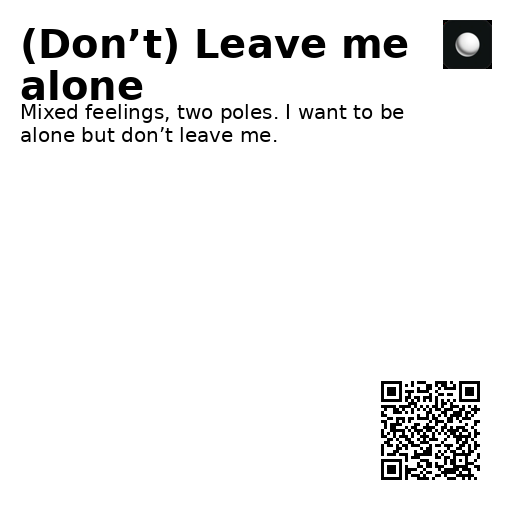 (Don’t) Leave me
alone
Mixed feelings, two poles. I want to be
alone but don’t leave me.